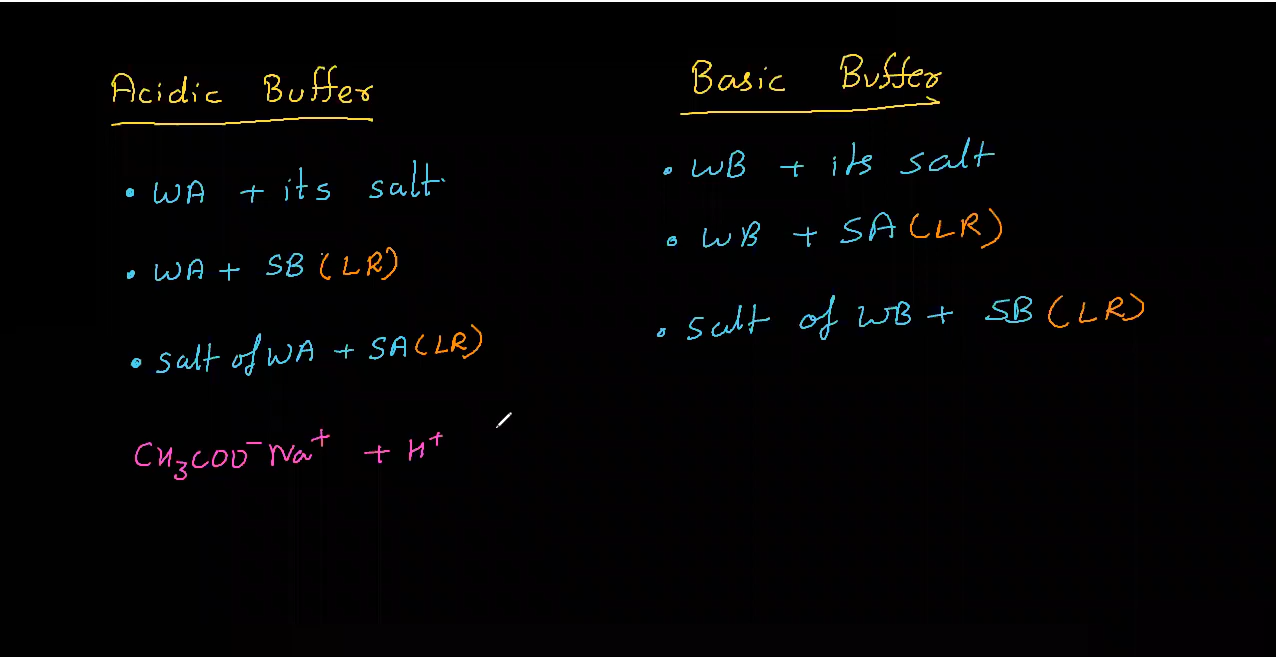 Acidic Buffer
• WA + its salt
• WA + SB (LR)
• salt of WA + SA (LR)
CH₃COO⁻Na⁺ + H⁺
Basic Buffer
• WB + its salt
• WB + SA (LR)
• salt of WB + SB (LR)